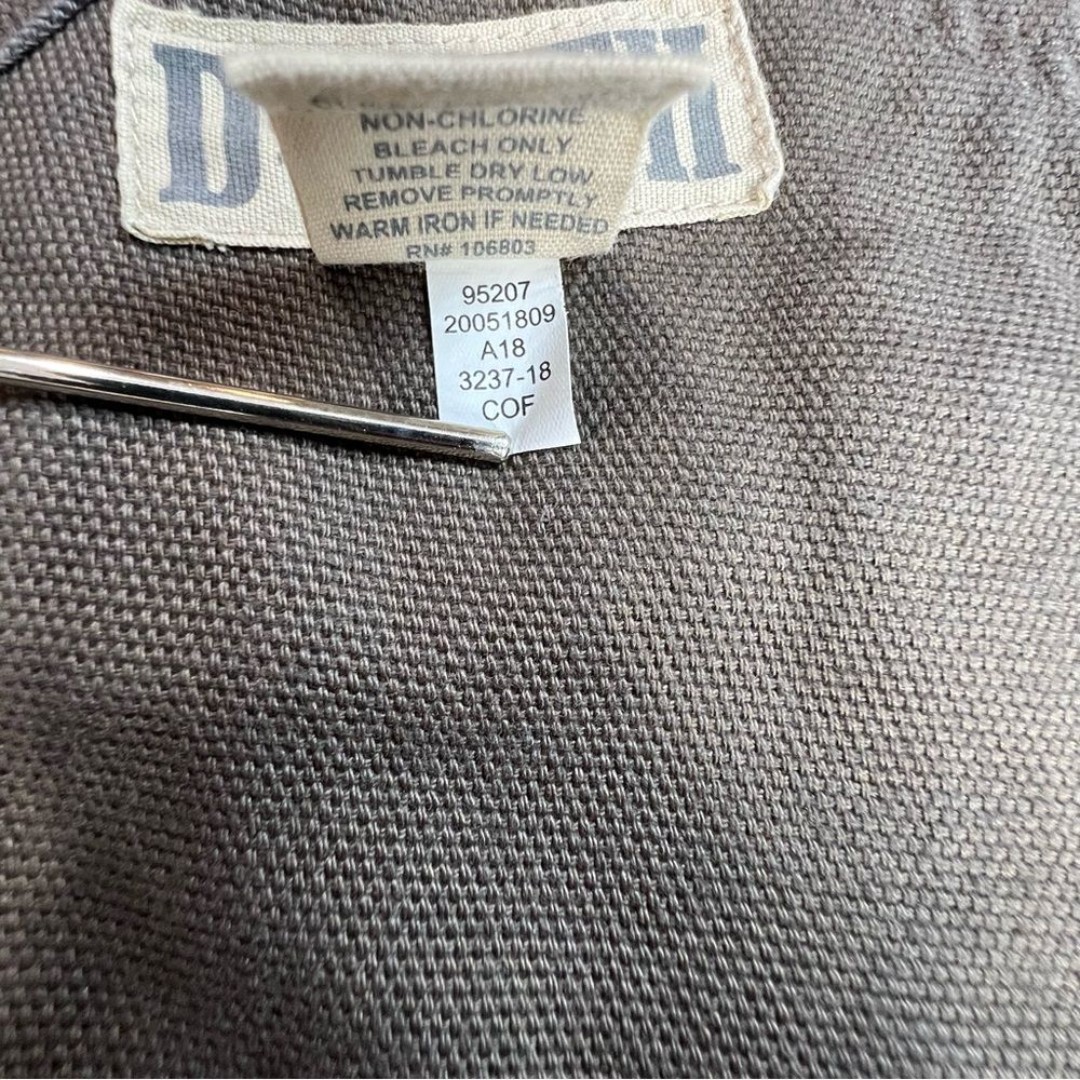 NON-CHLORINE
BLEACH ONLY
TUMBLE DRY LOW
REMOVE PROMPTLY
WARM IRON IF NEEDED
RN# 106803
95207
20051809
A18
3237-18
COF